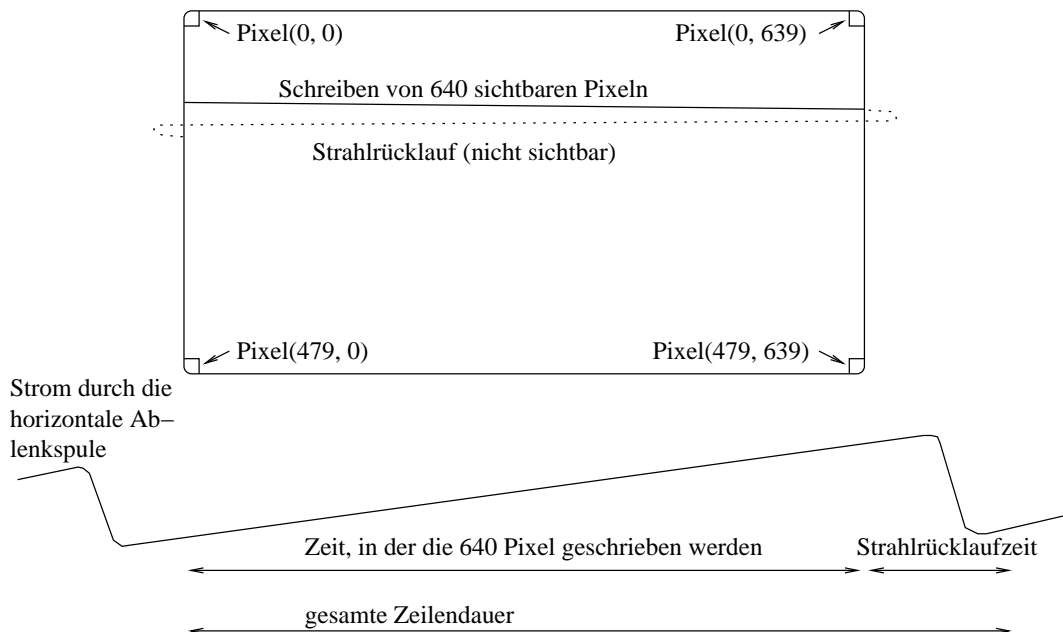 Pixel(0, 0)
Pixel(0, 639)
Schreiben von 640 sichtbaren Pixeln
Strahlrücklauf (nicht sichtbar)
Pixel(479, 0)
Pixel(479, 639)
Strom durch die
horizontale Ab–
lenkspule
Zeit, in der die 640 Pixel geschrieben werden
Strahlrücklaufzeit
gesamte Zeilendauer